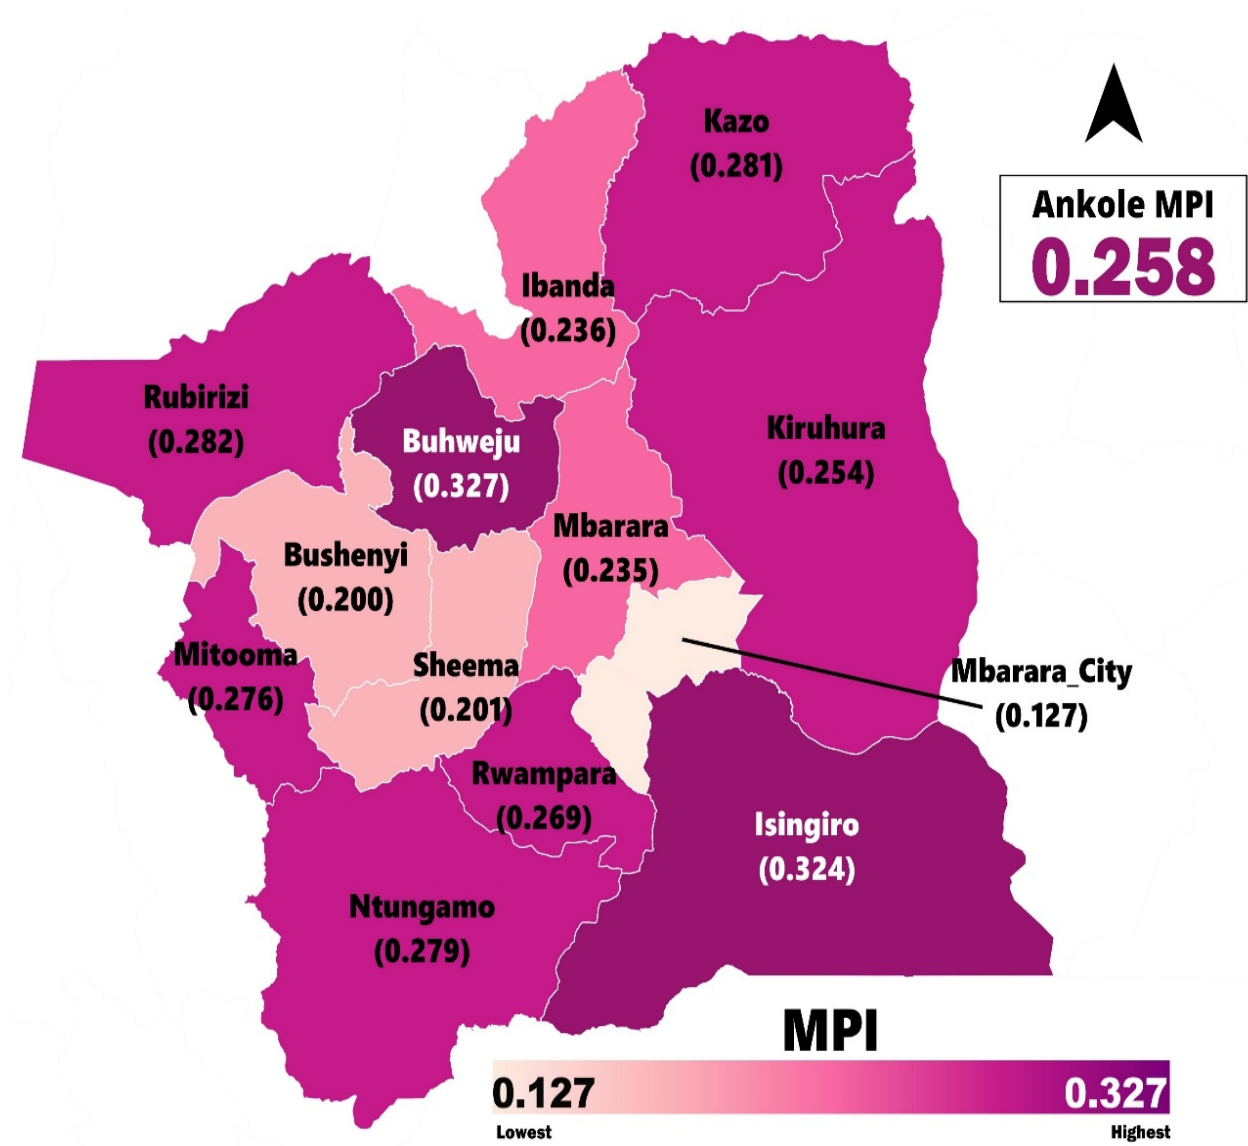 Kazo
(0.281)
Ankole MPI
0.258
Ibanda
(0.236)
Rubirizi
(0.282)
Buhweju
(0.327)
Kiruhura
(0.254)
Mbarara
(0.235)
Bushenyi
(0.200)
Mitooma
(0.276)
Sheema
(0.201)
Mbarara_City
(0.127)
Rwampara
(0.269)
Isingiro
(0.324)
Ntungamo
(0.279)
MPI
0.127
0.327
Lowest
Highest